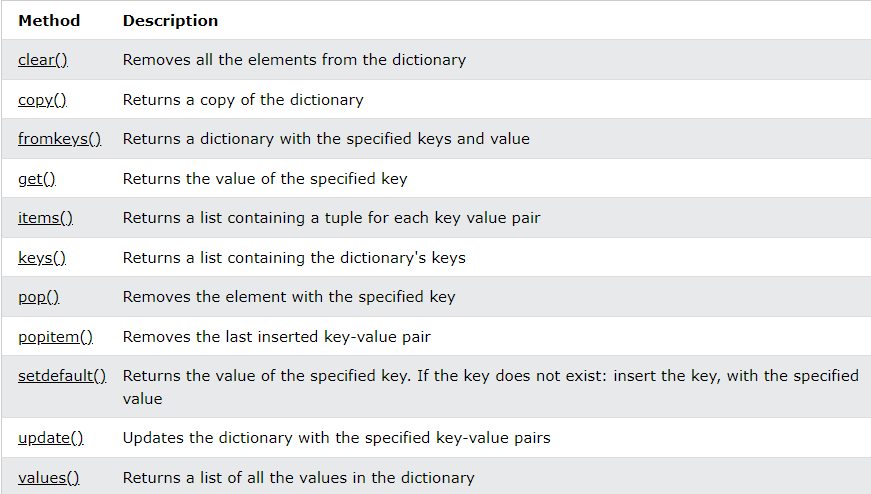 Method Description
clear() Removes all the elements from the dictionary
copy() Returns a copy of the dictionary
fromkeys() Returns a dictionary with the specified keys and value
get() Returns the value of the specified key
items() Returns a list containing a tuple for each key value pair
keys() Returns a list containing the dictionary's keys
pop() Removes the element with the specified key
popitem() Removes the last inserted key-value pair
setdefault() Returns the value of the specified key. If the key does not exist: insert the key, with the specified
value
update() Updates the dictionary with the specified key-value pairs
values() Returns a list of all the values in the dictionary